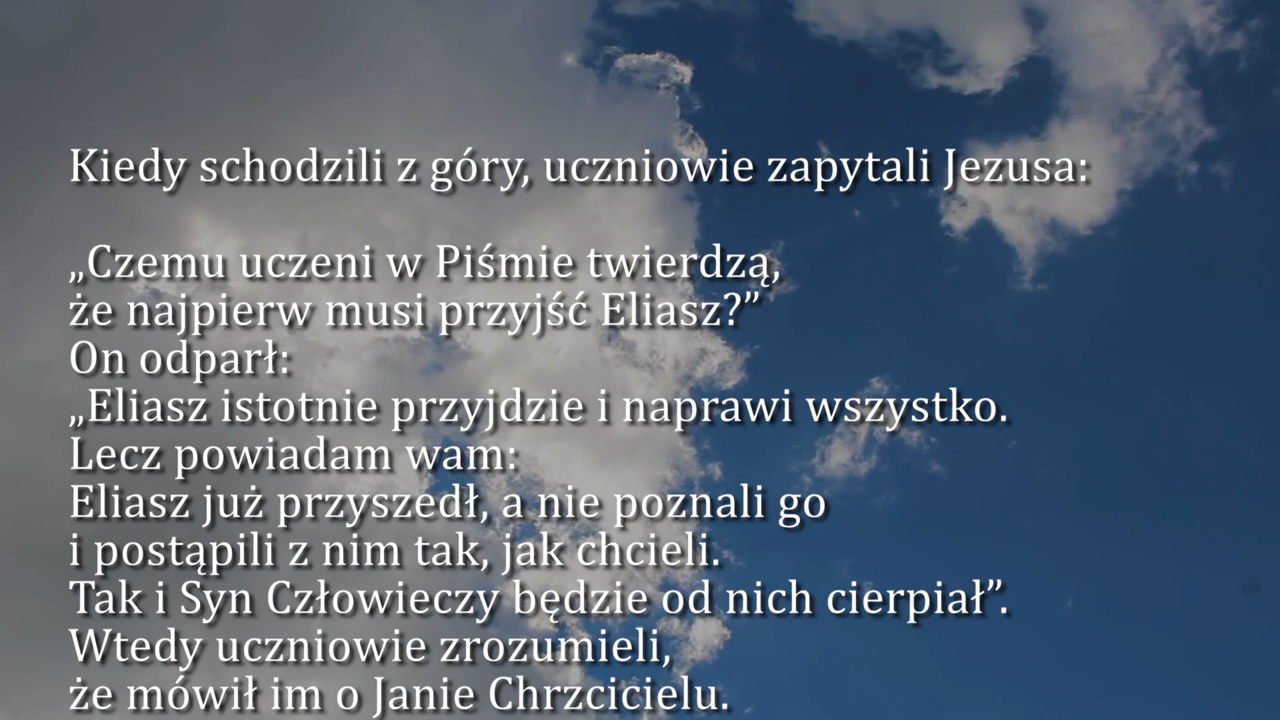 Kiedy schodzili z góry, uczniowie zapytali Jezusa:
„Czemu uczeni w Piśmie twierdzą,
że najpierw musi przyjść Eliasz?”
On odparł:
„Eliasz istotnie przyjdzie i naprawi wszystko.
Lecz powiadam wam:
Eliasz już przyszedł, a nie poznali go
i postąpili z nim tak, jak chcieli.
Tak i Syn Człowieczy będzie od nich cierpiał”.
Wtedy uczniowie zrozumieli,
że mówił im o Janie Chrzcicielu.